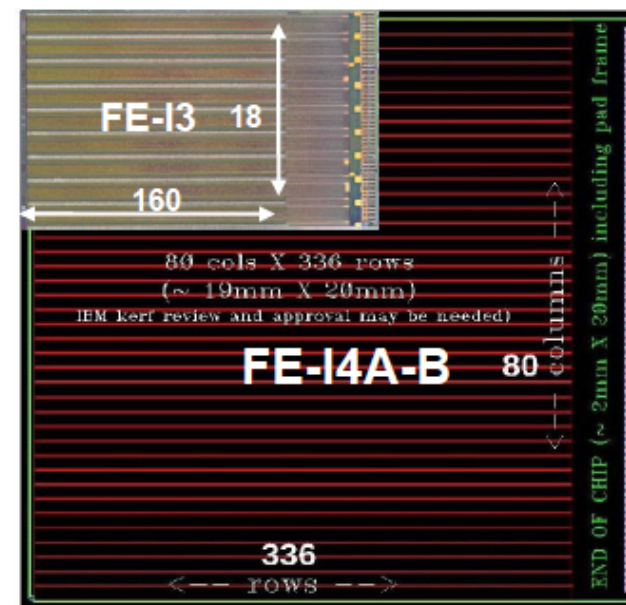 FE-I3 18
160
80 cols X 336 rows
(~ 19mm X 20mm)
IBM kerf review and approval may be needed)
FE-I4A-B
80
<-- columns -->
336
<-- rows -->
END OF CHIP (~ 2mm X 20mm) including pad frame